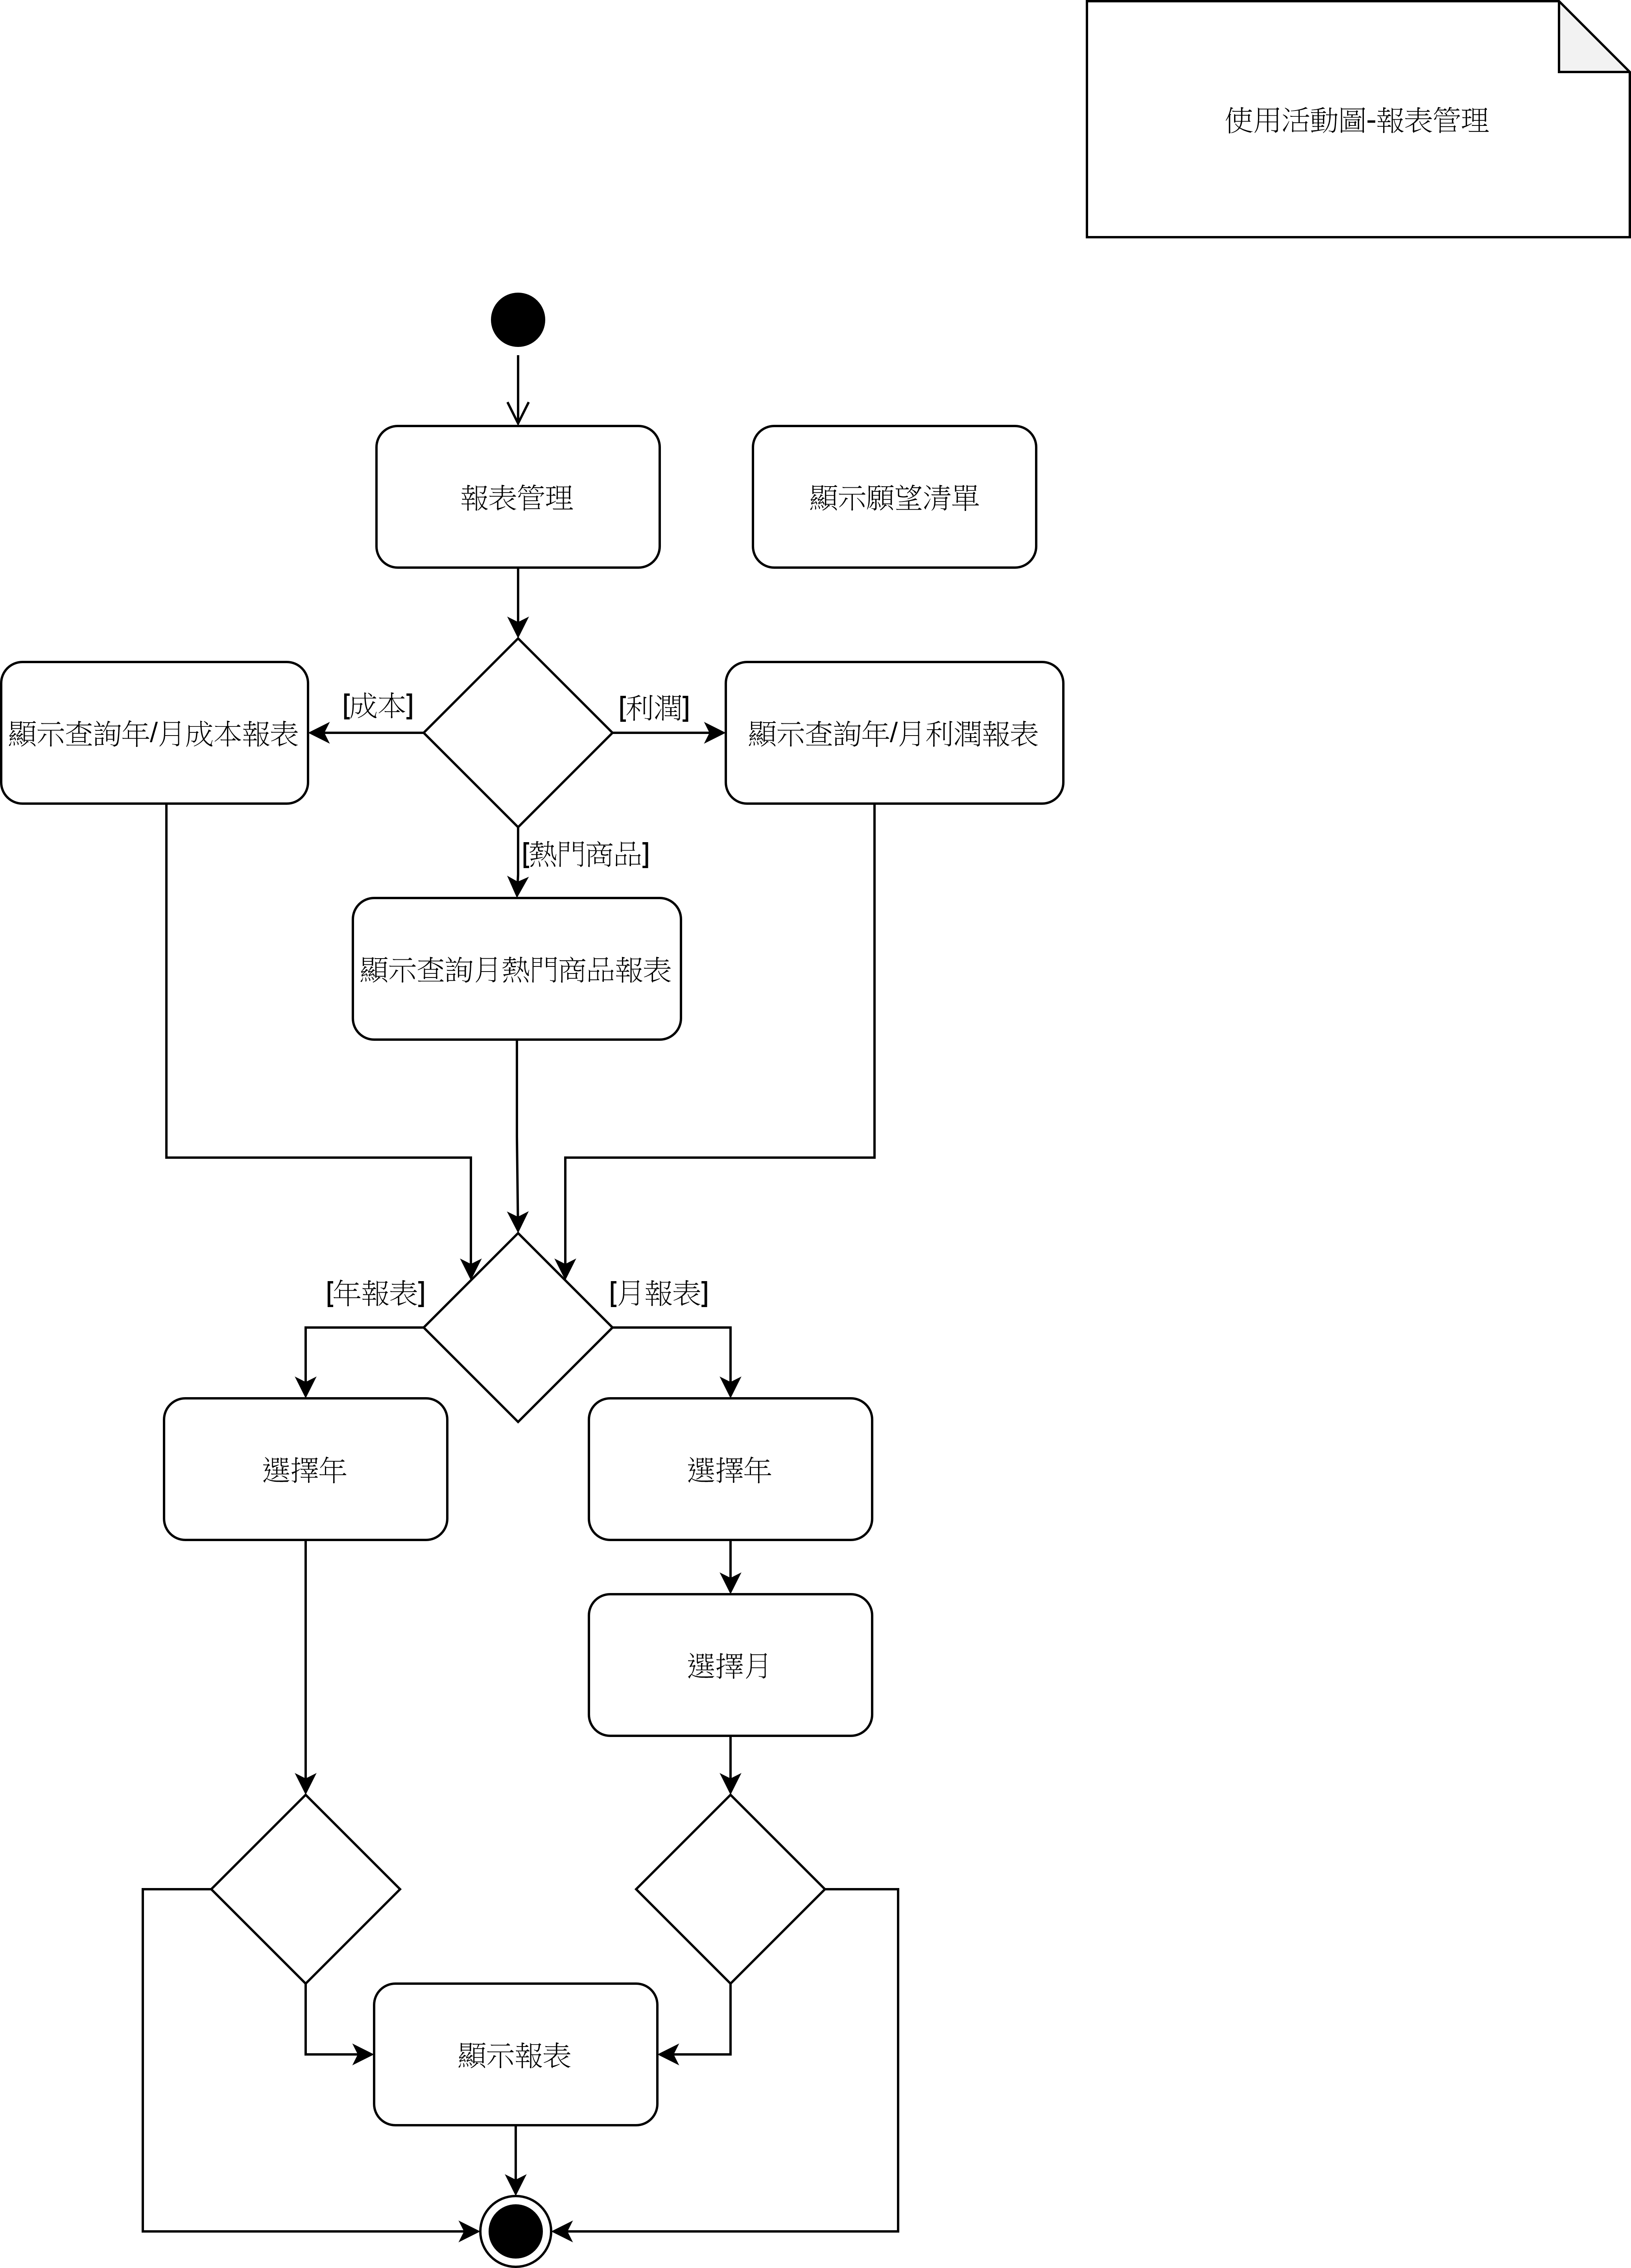 使用活動圖-報表管理
報表管理
顯示願望清單
[成本]
[利潤]
顯示查詢年/月成本報表
顯示查詢年/月利潤報表
[熱門商品]
顯示查詢月熱門商品報表
[年報表]
[月報表]
選擇年
選擇年
選擇月
顯示報表